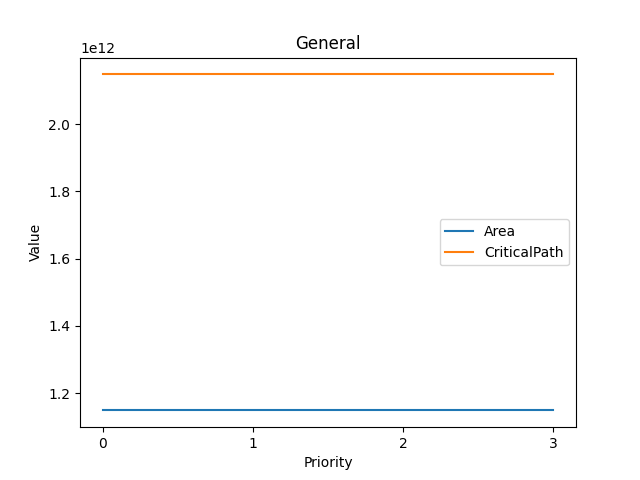 General
1e12
2.0
1.8
1.6
1.4
1.2
Value
Area
CriticalPath
0 1 2 3
Priority